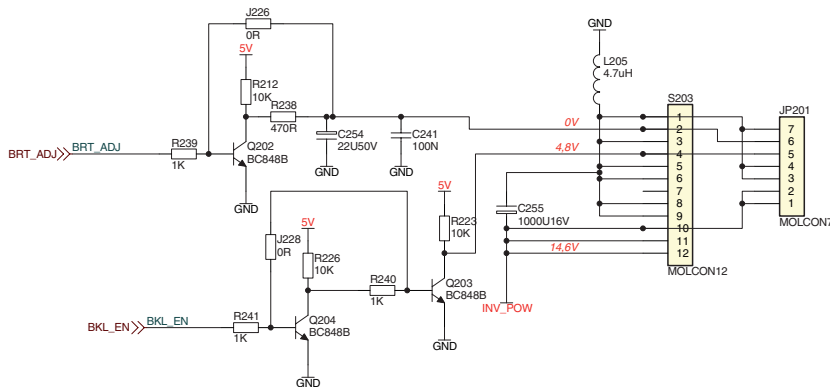 J226
0R
5V
R212
10K
R238
470R
C254
22U50V
GND
C241
100N
GND
BRT_ADJ
BRT_ADJ
R239
1K
Q202
BC848B
GND
GND
L205
4.7uH
S203
1
2
3
4
5
6
7
8
9
10
11
12
MOLCON12
JP201
7
6
5
4
3
2
1
MOLCON7
0V
4,8V
14,6V
C255
1000U16V
INV_POW
5V
R223
10K
J228
0R
5V
R226
10K
R240
1K
Q203
BC848B
GND
BKL_EN
BKL_EN
R241
1K
Q204
BC848B
GND